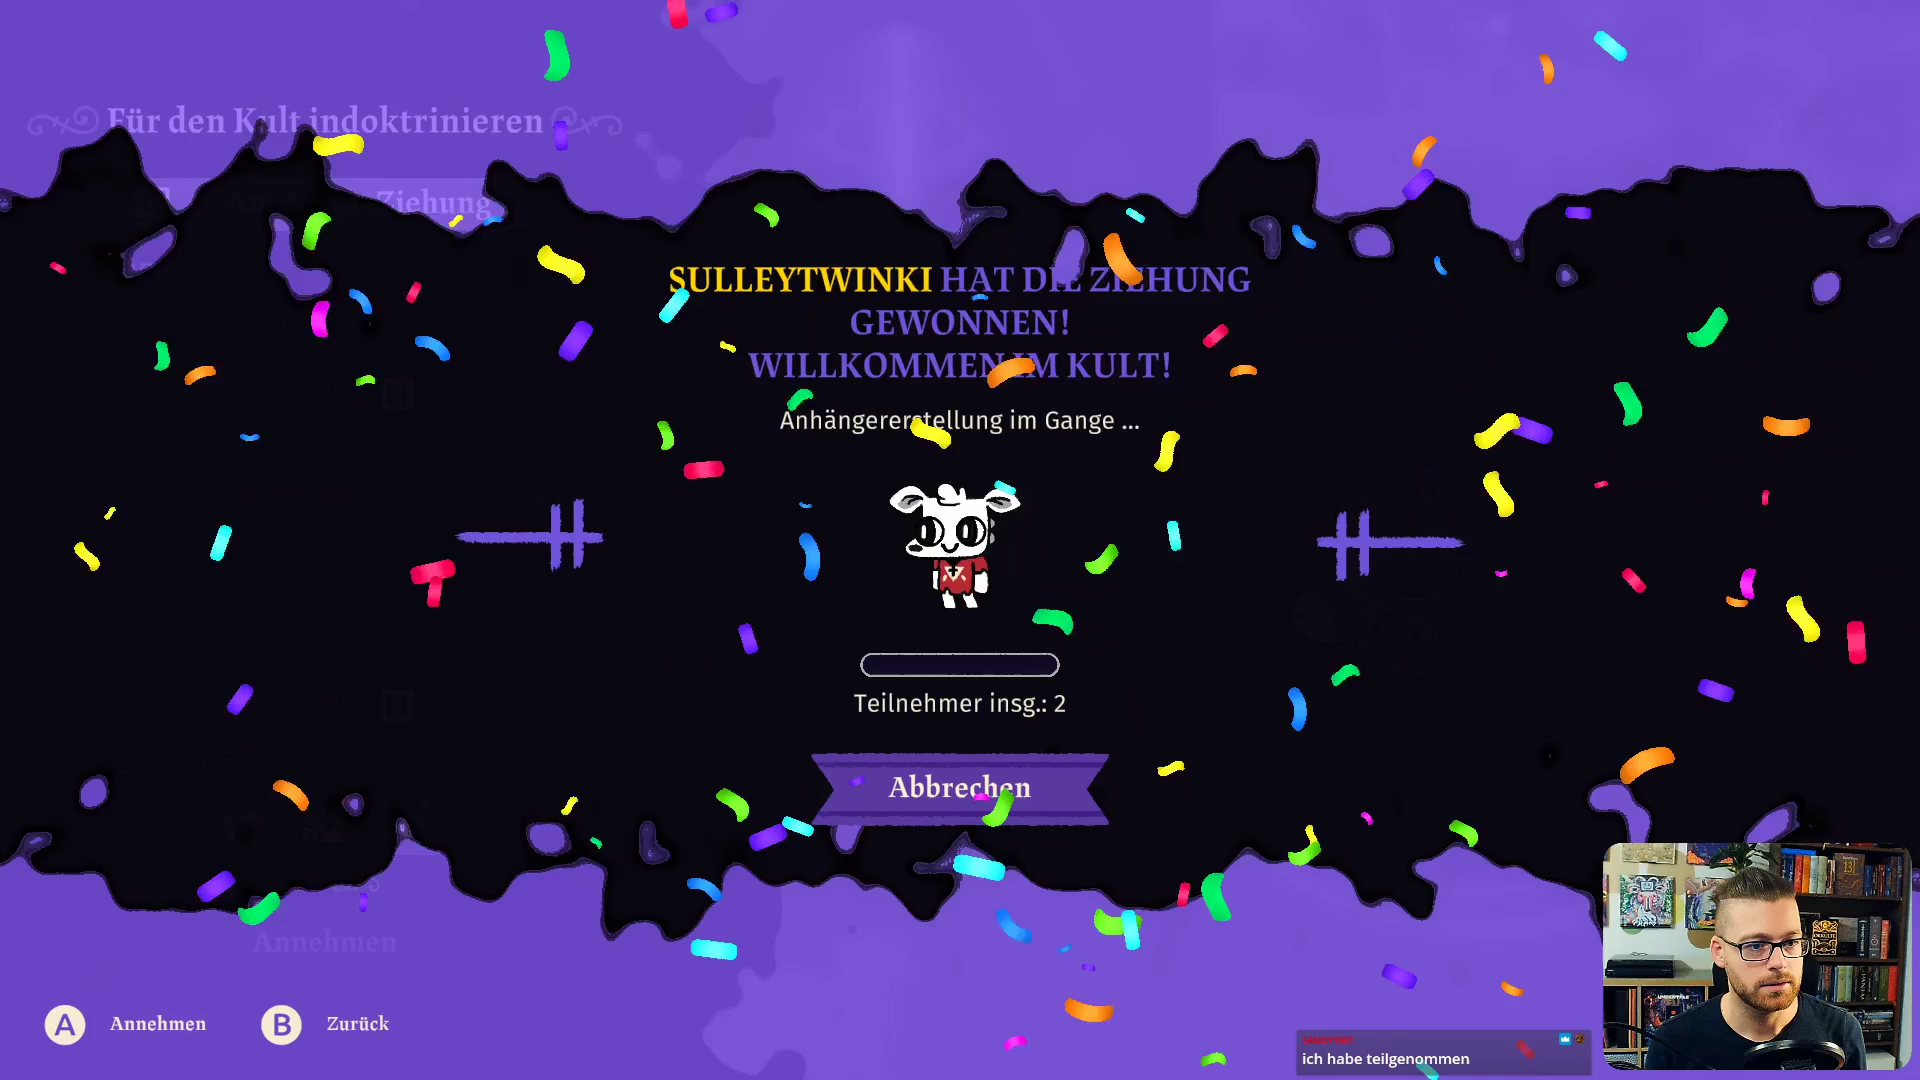 Für den Kult indoktrinieren
Ziehung
SULLEYTWINKI HAT DIE ZIEHUNG
GEWONNEN!
WILLKOMMEN IM KULT!
Anhängererstellung im Gange ...
Teilnehmer insg.: 2
Abbrechen
Annehmen
A Annehmen B Zurück
ich habe teilgenommen